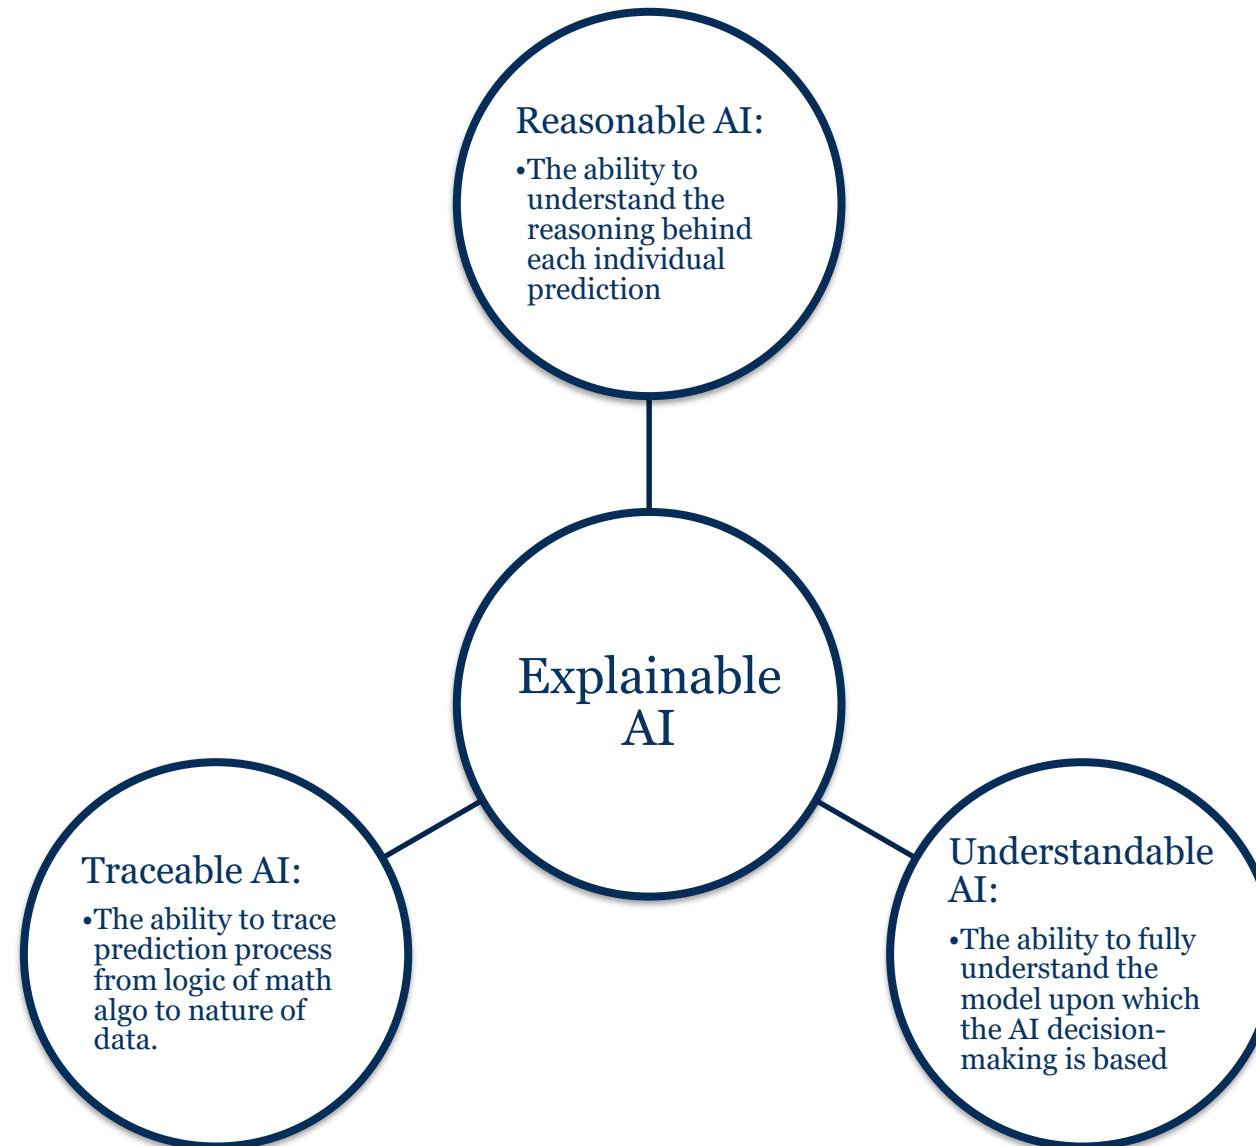 Reasonable AI:
•The ability to
understand the
reasoning behind
each individual
prediction
Explainable
AI
Traceable AI:
•The ability to trace
prediction process
from logic of math
algo to nature of
data.
Understandable
AI:
•The ability to fully
understand the
model upon which
the AI decision-
making is based